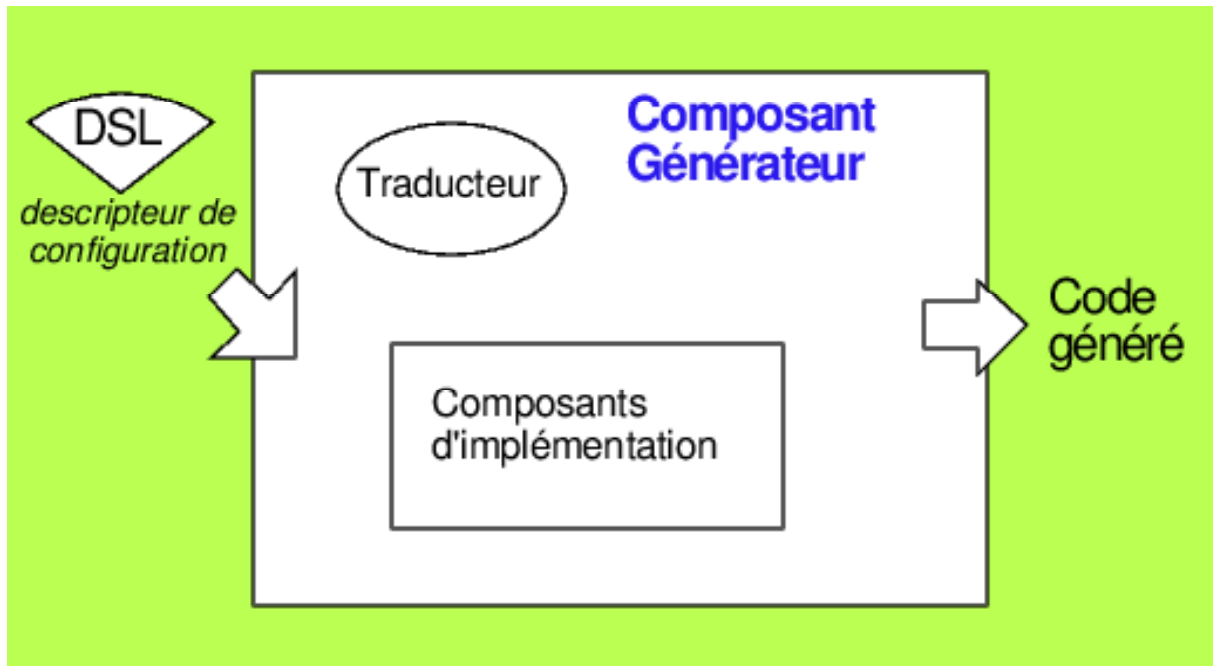 DSL
descripteur de
configuration
Traducteur
Composant
Générateur
Composants
d'implémentation
Code
généré